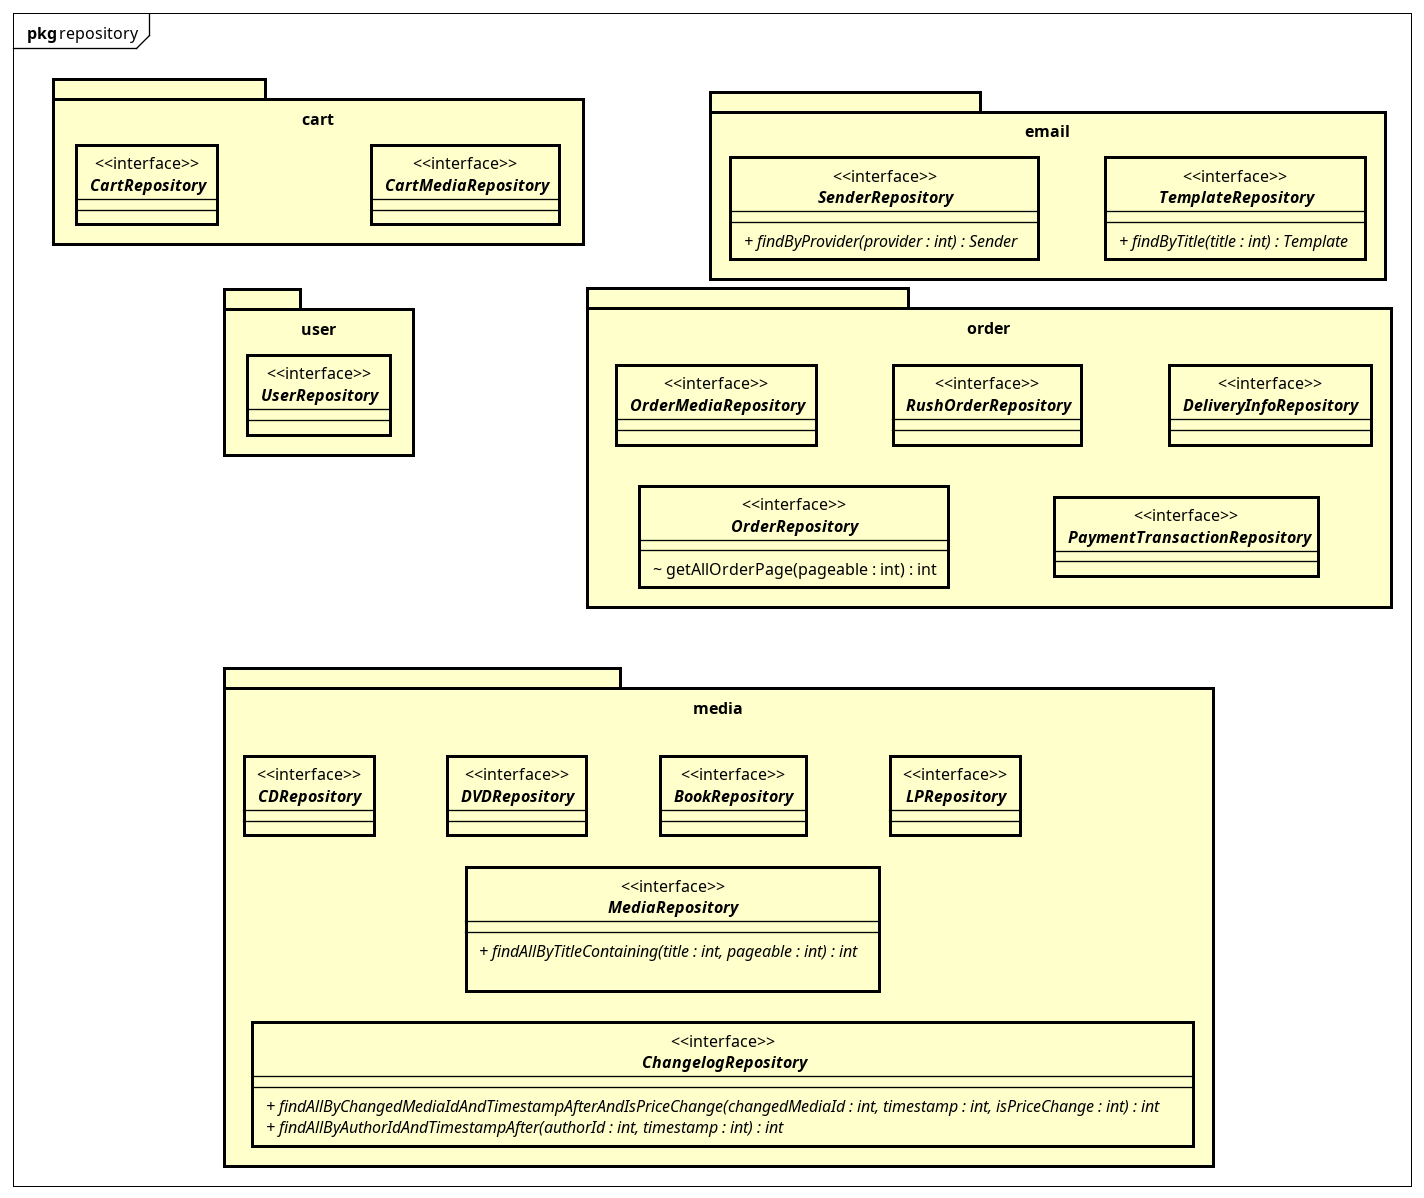 pkg repository
cart
<<interface>>
CartRepository
<<interface>>
CartMediaRepository
email
<<interface>>
SenderRepository
+ findByProvider(provider : int) : Sender
<<interface>>
TemplateRepository
+ findByTitle(title : int) : Template
user
<<interface>>
UserRepository
order
<<interface>>
OrderMediaRepository
<<interface>>
RushOrderRepository
<<interface>>
DeliveryInfoRepository
<<interface>>
OrderRepository
~ getAllOrderPage(pageable : int) : int
<<interface>>
PaymentTransactionRepository
media
<<interface>>
CDRepository
<<interface>>
DVDRepository
<<interface>>
BookRepository
<<interface>>
LPRepository
<<interface>>
MediaRepository
+ findAllByTitleContaining(title : int, pageable : int) : int
<<interface>>
ChangelogRepository
+ findAllByChangedMediaIdAndTimestampAfterAndIsPriceChange(changedMediaId : int, timestamp : int, isPriceChange : int) : int
+ findAllByAuthorIdAndTimestampAfter(authorId : int, timestamp : int) : int